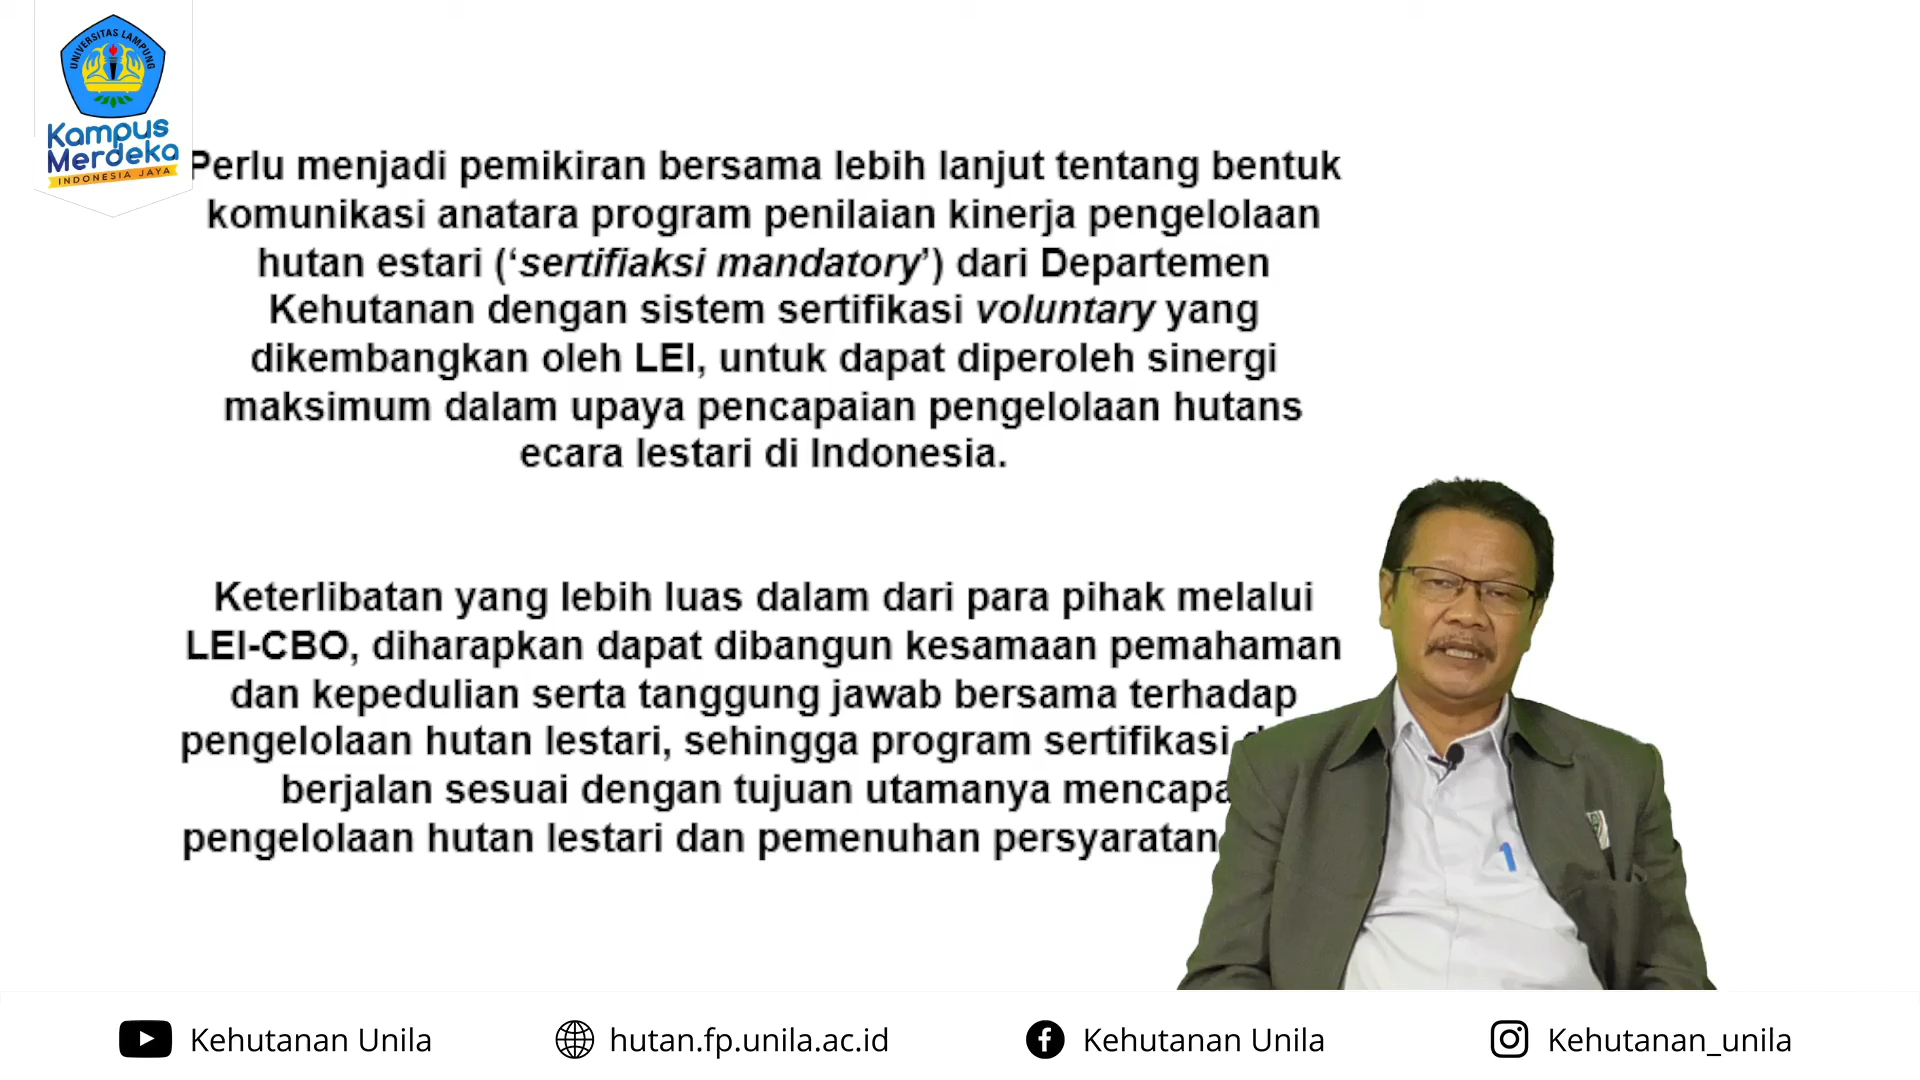 UNIVERSITAS LAMPUNG
Kampus
Merdeka
INDONESIA JAYA
Perlu menjadi pemikiran bersama lebih lanjut tentang bentuk
komunikasi anatara program penilaian kinerja pengelolaan
hutan estari (‘sertifiaksi mandatory’) dari Departemen
Kehutanan dengan sistem sertifikasi voluntary yang
dikembangkan oleh LEI, untuk dapat diperoleh sinergi
maksimum dalam upaya pencapaian pengelolaan hutans
ecara lestari di Indonesia.
Keterlibatan yang lebih luas dalam dari para pihak melalui
LEI-CBO, diharapkan dapat dibangun kesamaan pemahaman
dan kepedulian serta tanggung jawab bersama terhadap
pengelolaan hutan lestari, sehingga program sertifikasi
berjalan sesuai dengan tujuan utamanya
pengelolaan hutan lestari dan pemenuhan persyaratan
Kehutanan Unila
hutan.fp.unila.ac.id
Kehutanan Unila
Kehutanan_unila